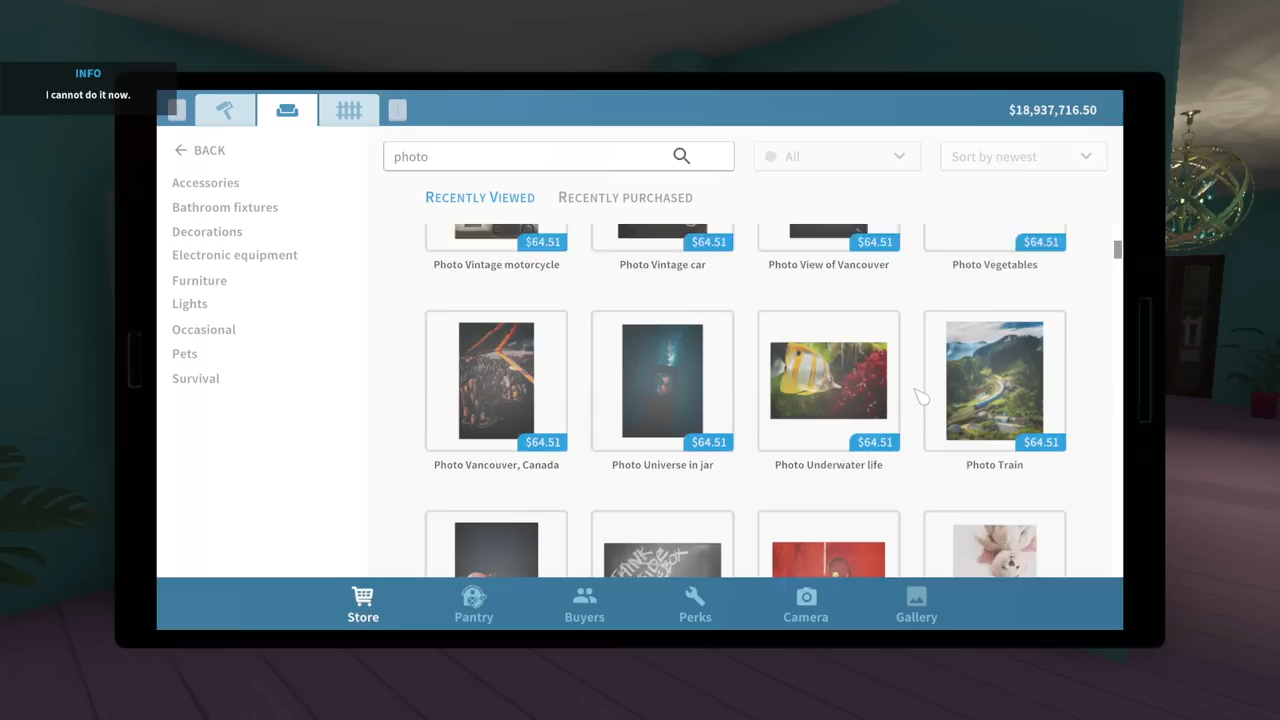 INFO
I cannot do it now.
$18,937,716.50
BACK
photo
All
Sort by newest
RECENTLY VIEWED
RECENTLY PURCHASED
Accessories
Bathroom fixtures
Decorations
Electronic equipment
Furniture
Lights
Occasional
Pets
Survival
$64.51
$64.51
$64.51
$64.51
Photo Vintage motorcycle
Photo Vintage car
Photo View of Vancouver
Photo Vegetables
$64.51
$64.51
$64.51
$64.51
Photo Vancouver, Canada
Photo Universe in jar
Photo Underwater life
Photo Train
THINK
Store
Pantry
Buyers
Perks
Camera
Gallery